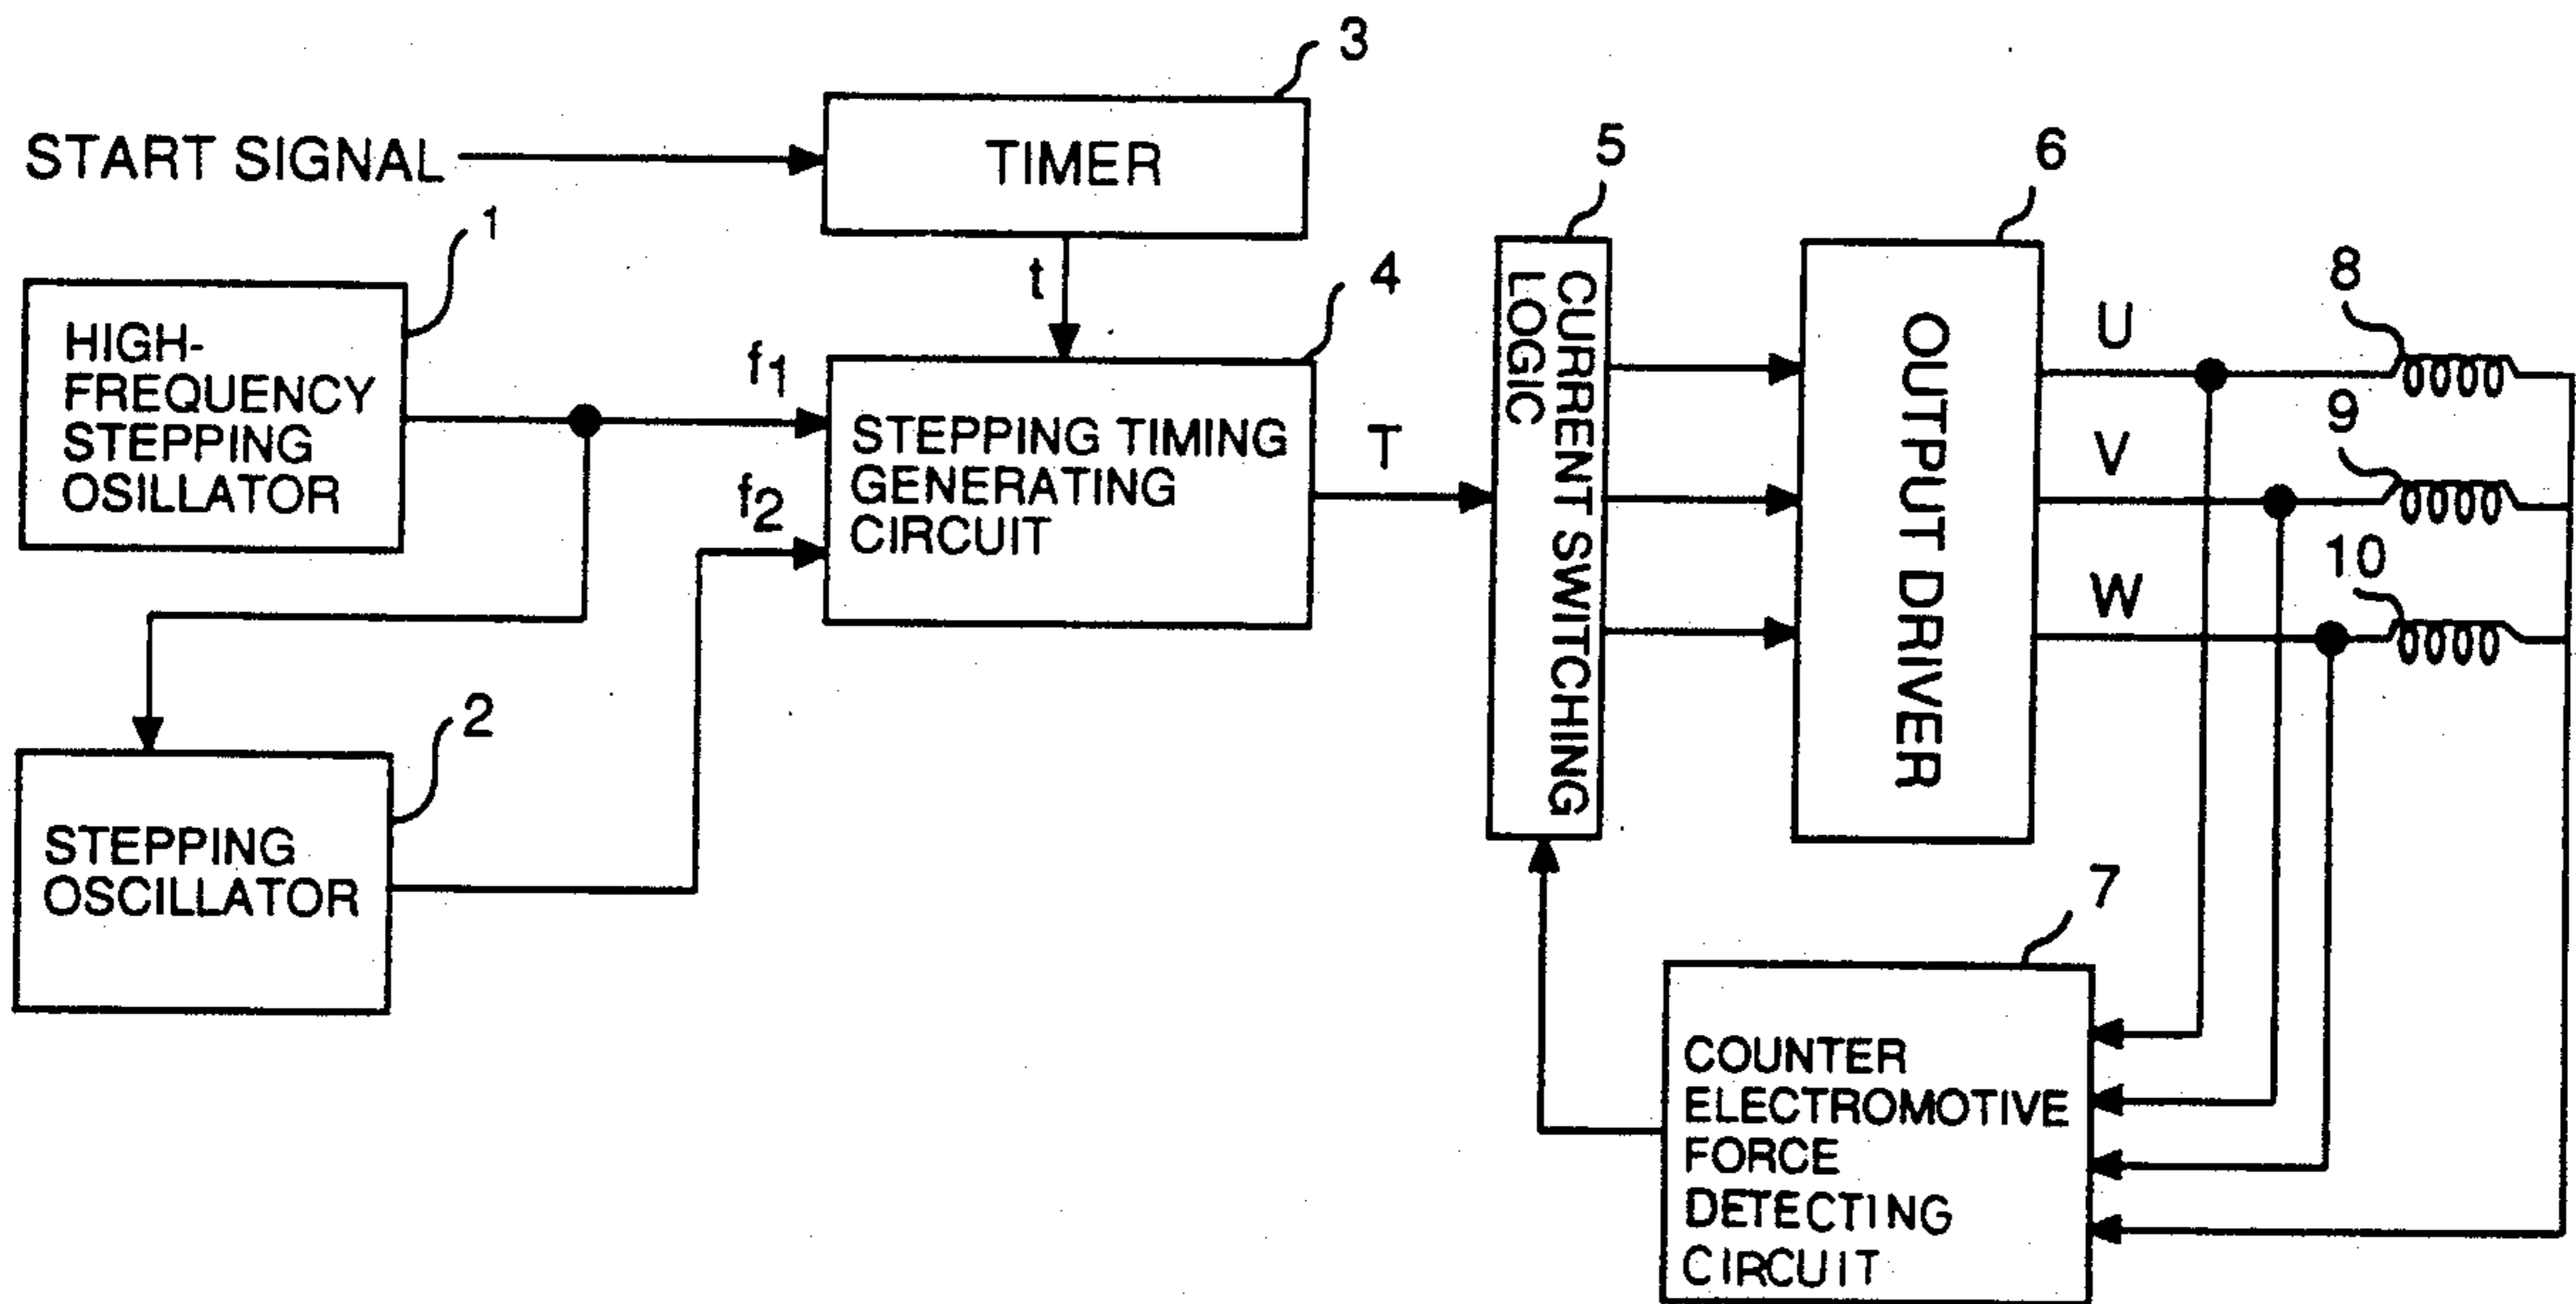 3
START SIGNAL
TIMER
1
t
4
HIGH-
FREQUENCY
STEPPING
OSILLATOR
f1
f2
STEPPING TIMING
GENERATING
CIRCUIT
T
5
CURRENT SWITCHING
LOGIC
6
OUTPUT DRIVER
U
V
W
8
9
10
2
STEPPING
OSCILLATOR
7
COUNTER
ELECTROMOTIVE
FORCE
DETECTING
CIRCUIT